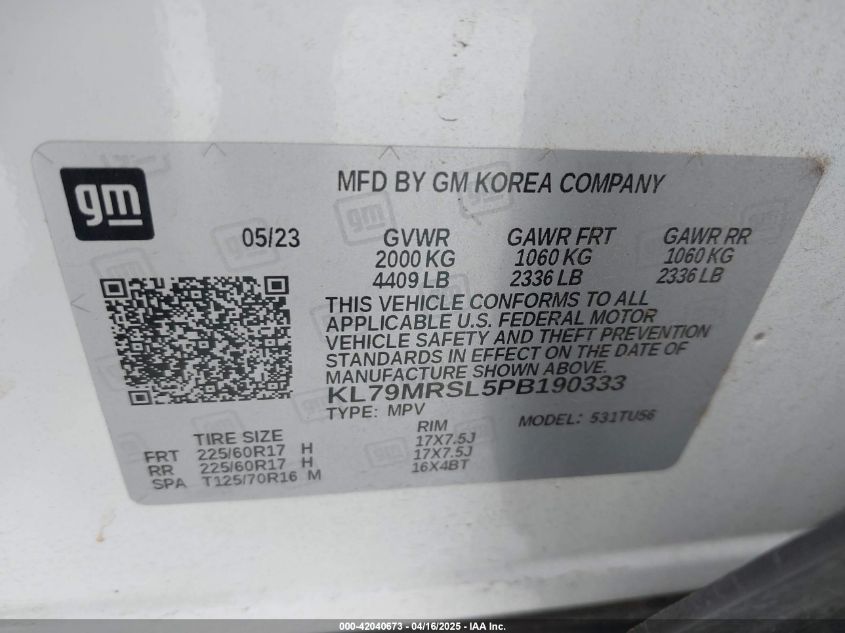 gm
MFD BY GM KOREA COMPANY
05/23 GVWR GAWR FRT GAWR RR
2000 KG 1060 KG 1060 KG
4409 LB 2336 LB 2336 LB
THIS VEHICLE CONFORMS TO ALL
APPLICABLE U.S. FEDERAL MOTOR
VEHICLE SAFETY AND THEFT PREVENTION
STANDARDS IN EFFECT ON THE DATE OF
MANUFACTURE SHOWN ABOVE.
KL79MRSL5PB190333
TYPE: MPV MODEL: 531TU56
TIRE SIZE RIM
FRT 225/60R17 H 17X7.5J
RR 225/60R17 H 17X7.5J
SPA T125/70R16 M 16X4BT
000-42040673 - 04/16/2025 - IAA Inc.